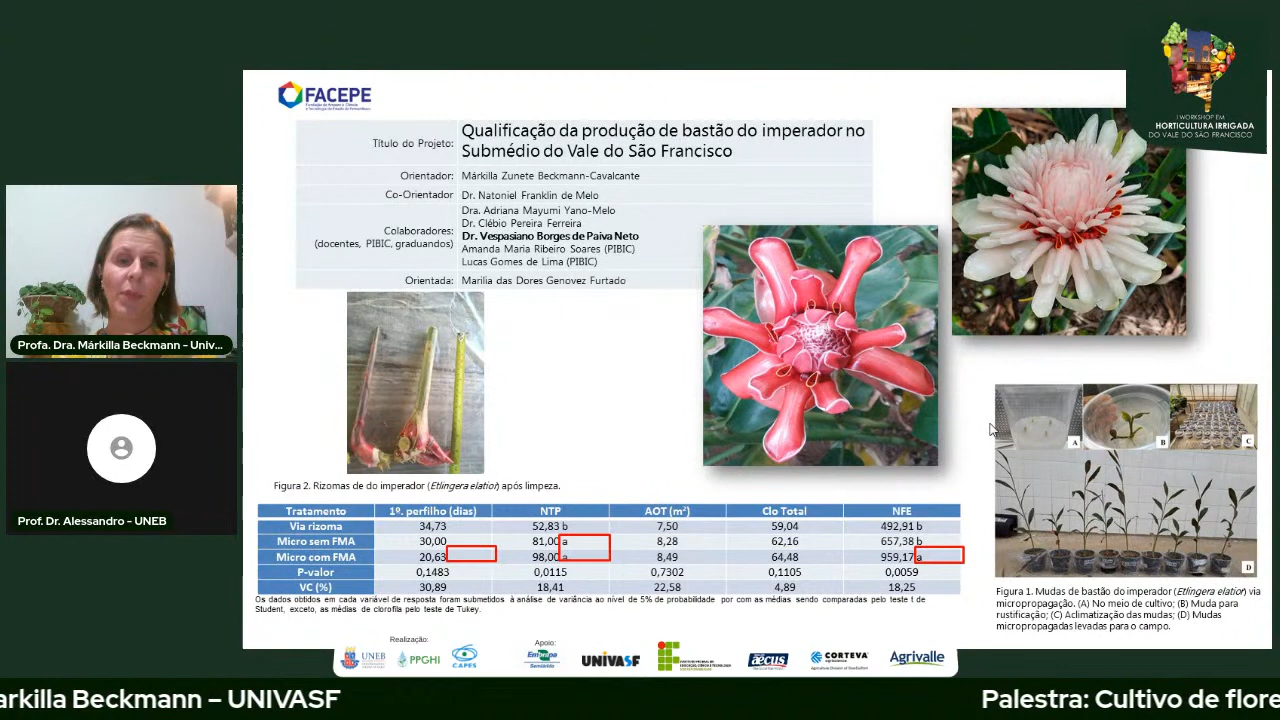 I WORKSHOP EM
HORTICULTURA IRRIGADA
DO VALE DO SÃO FRANCISCO
FACEPE
Título do Projeto: Qualificação da produção de bastão do imperador no
Submédio do Vale do São Francisco
Orientador: Márkilla Zunete Beckmann-Cavalcante
Co-Orientador Dr. Natoniel Franklin de Melo
Colaboradores:
(docentes, PIBIC, graduandos)
Dra. Adriana Mayumi Yano-Melo
Dr. Clébio Pereira Ferreira
Dr. Vespasiano Borges de Paiva Neto
Amanda Maria Ribeiro Soares (PIBIC)
Lucas Gomes de Lima (PIBIC)
Orientada: Marilia das Dores Genovez Furtado
Profa. Dra. Márkilla Beckmann – Univ...
Prof. Dr. Alessandro – UNEB
A
B
C
D
Figura 2. Rizomas de do imperador (Etlingera elatior) após limpeza.
Tratamento 1º. perfilho (dias) NTP AOT (m²) Clo Total NFE
Via rizoma 34,73 52,83 b 7,50 59,04 492,91 b
Micro sem FMA 30,00 81,00 a 8,28 62,16 657,38 b
Micro com FMA 20,63 98,00 a 8,49 64,48 959,17 a
P-valor 0,1483 0,0115 0,7302 0,1105 0,0059
VC (%) 30,89 18,41 22,58 4,89 18,25
Os dados obtidos em cada variável de resposta foram submetidos à análise de variância ao nível de 5% de probabilidade por com as médias sendo comparadas pelo teste t de
Student, exceto, as médias de clorofila pelo teste de Tukey.
Figura 1. Mudas de bastão do imperador (Etlingera elatior) via
micropropagação. (A) No meio de cultivo; (B) Muda para
rustificação; (C) Aclimatização das mudas; (D) Mudas
micropropagadas levadas para o campo.
Realização:
UNEB
PPGHI
CAPES
Apoio:
Embrapa
Semiárido
UNIVASF
æcus
CORTEVA
agriscience
Agrivalle
arkilla Beckmann – UNIVASF
Palestra: Cultivo de flore